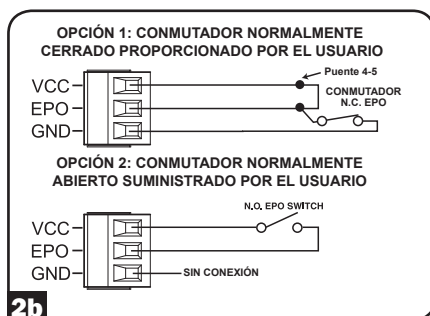 OPCIÓN 1: CONMUTADOR NORMALMENTE
CERRADO PROPORCIONADO POR EL USUARIO
Puente 4-5
VCC
CONMUTADOR
N.C. EPO
EPO
GND
OPCIÓN 2: CONMUTADOR NORMALMENTE
ABIERTO SUMINISTRADO POR EL USUARIO
N.O. EPO SWITCH
VCC
EPO
GND
SIN CONEXIÓN
2b